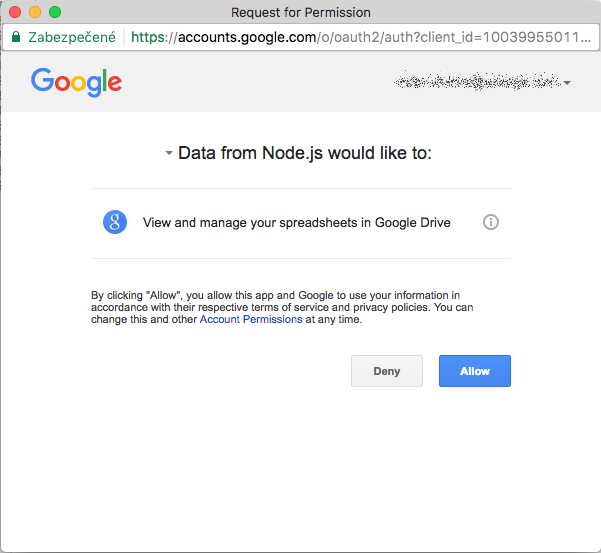 Request for Permission
Zabezpečené https://accounts.google.com/o/oauth2/auth?client_id=10039955011...
Google
Data from Node.js would like to:
g View and manage your spreadsheets in Google Drive
By clicking "Allow", you allow this app and Google to use your information in
accordance with their respective terms of service and privacy policies. You can
change this and other Account Permissions at any time.
Deny Allow